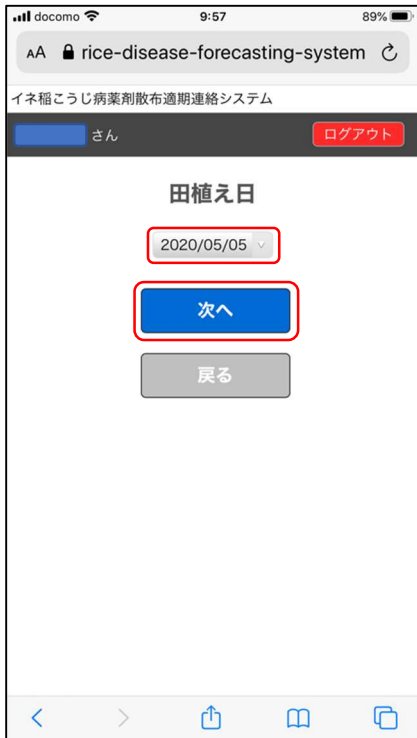 docomo 9:57 89%
AA rice-disease-forecasting-system
イネ稲こうじ病薬剤散布適期連絡システム
さん ログアウト
田植え日
2020/05/05
次へ
戻る